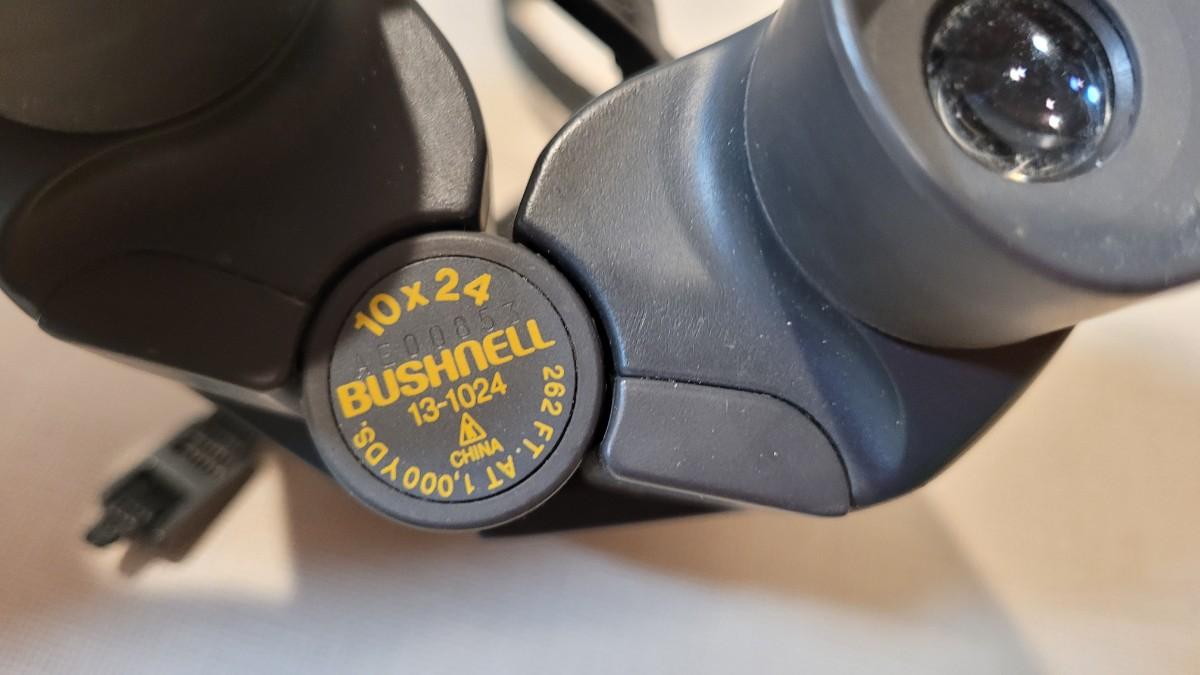 10x24
BUSHNELL
13-1024
CHINA
262 FT. AT 1,000 YDS.